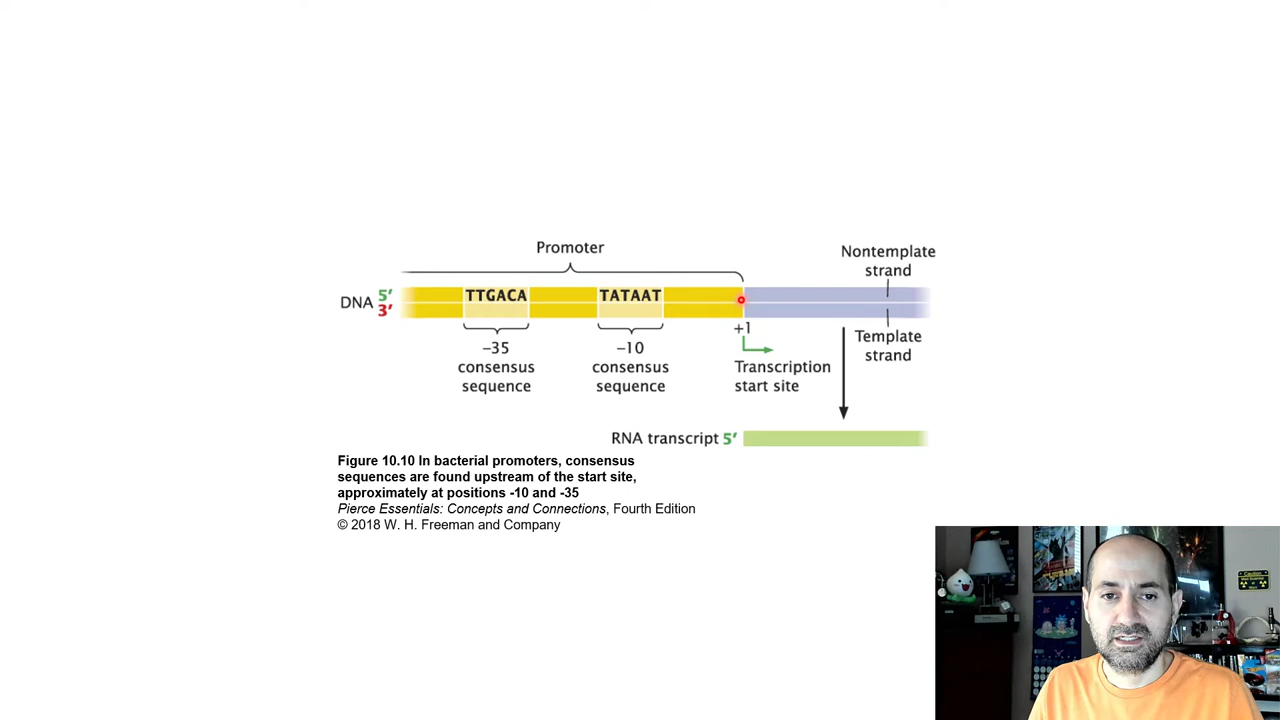 Promoter
Nontemplate
strand
DNA 5′
3′
TTGACA
TATAAT
+1
−35
consensus
sequence
−10
consensus
sequence
Transcription
start site
Template
strand
RNA transcript 5′
Figure 10.10 In bacterial promoters, consensus
sequences are found upstream of the start site,
approximately at positions -10 and -35
Pierce Essentials: Concepts and Connections, Fourth Edition
© 2018 W. H. Freeman and Company